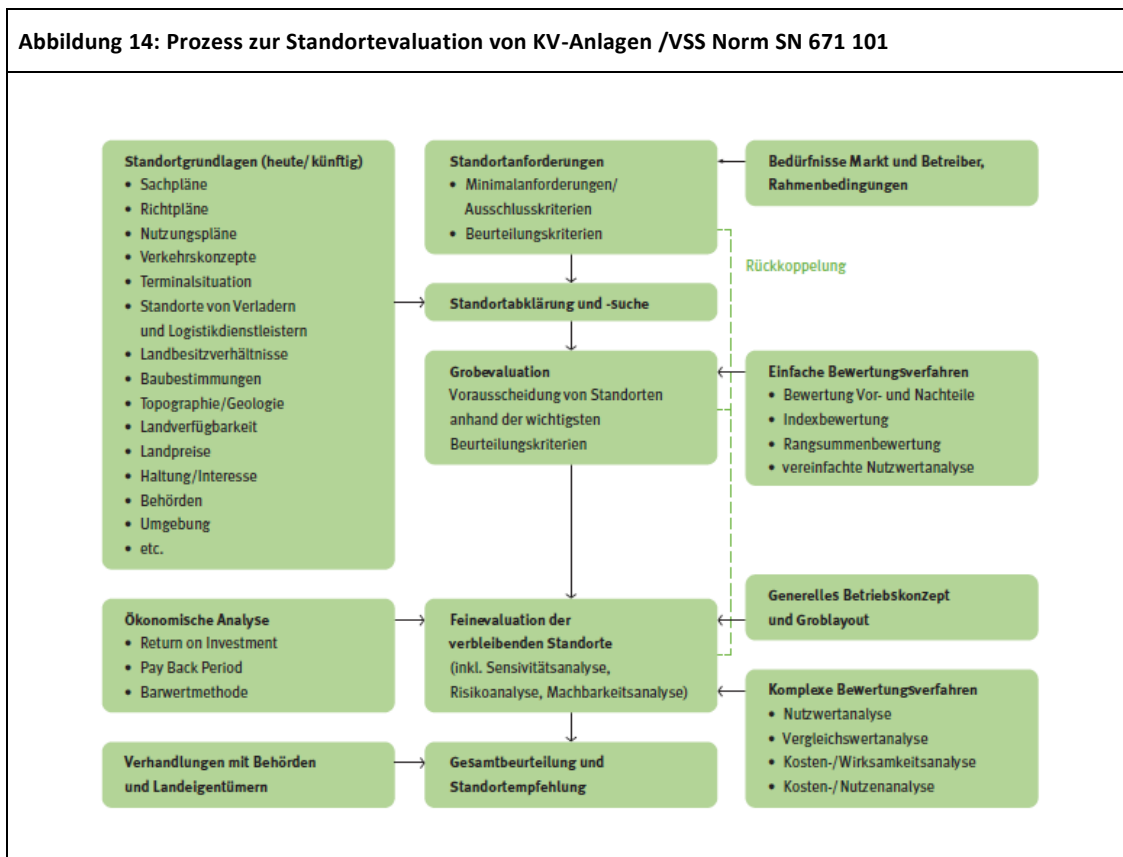 Abbildung 14: Prozess zur Standortevaluation von KV-Anlagen /VSS Norm SN 671 101
Standortgrundlagen (heute/ künftig)
• Sachpläne
• Richtpläne
• Nutzungspläne
• Verkehrskonzepte
• Terminalsituation
• Standorte von Verladern
und Logistikdienstleistern
• Landbesitzverhältnisse
• Baubestimmungen
• Topographie/Geologie
• Landverfügbarkeit
• Landpreise
• Haltung/Interesse
• Behörden
• Umgebung
• etc.
Standortanforderungen
• Minimalanforderungen/
Ausschlusskriterien
• Beurteilungskriterien
Bedürfnisse Markt und Betreiber,
Rahmenbedingungen
Rückkoppelung
Standortabklärung und -suche
Grobevaluation
Vorausscheidung von Standorten
anhand der wichtigsten
Beurteilungskriterien
Einfache Bewertungsverfahren
• Bewertung Vor- und Nachteile
• Indexbewertung
• Rangsummenbewertung
• vereinfachte Nutzwertanalyse
Ökonomische Analyse
• Return on Investment
• Pay Back Period
• Barwertmethode
Feinevaluation der
verbleibenden Standorte
(inkl. Sensivitätsanalyse,
Risikoanalyse, Machbarkeitsanalyse)
Generelles Betriebskonzept
und Groblayout
Komplexe Bewertungsverfahren
• Nutzwertanalyse
• Vergleichswertanalyse
• Kosten-/Wirksamkeitsanalyse
• Kosten-/Nutzenanalyse
Verhandlungen mit Behörden
und Landeigentümern
Gesamtbeurteilung und
Standortempfehlung